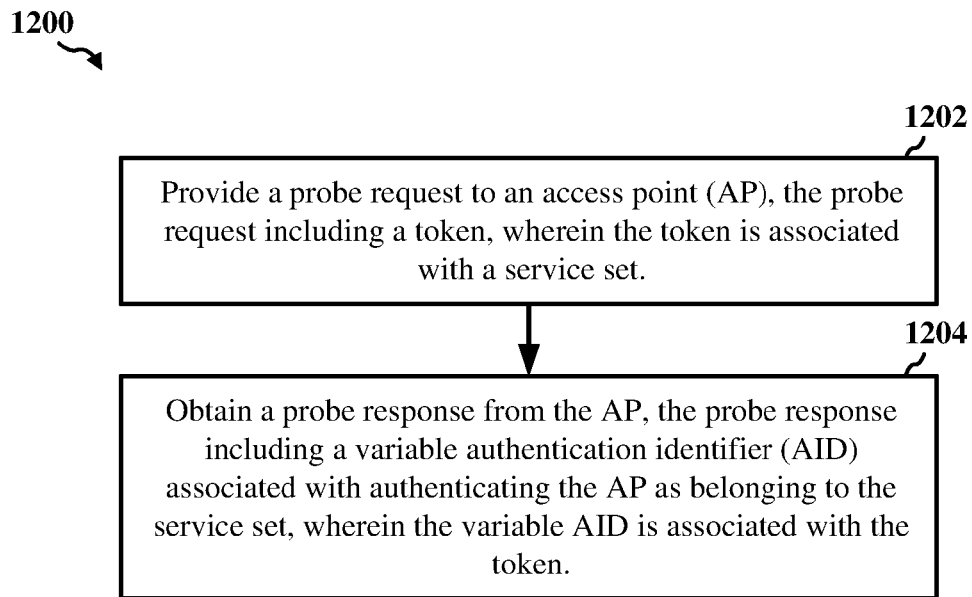 1200
1202
Provide a probe request to an access point (AP), the probe
request including a token, wherein the token is associated
with a service set.
1204
Obtain a probe response from the AP, the probe response
including a variable authentication identifier (AID)
associated with authenticating the AP as belonging to the
service set, wherein the variable AID is associated with the
token.